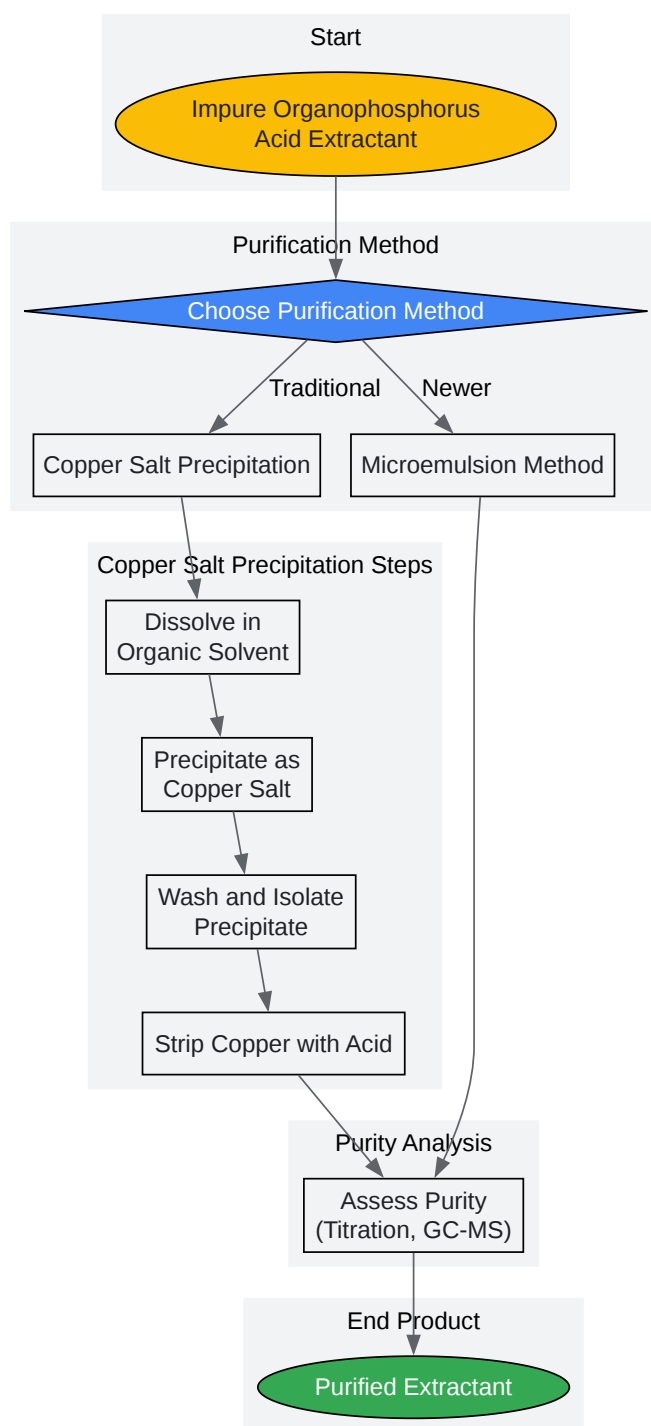 Start
Impure Organophosphorus
Acid Extractant
Purification Method
Choose Purification Method
Traditional
Newer
Copper Salt Precipitation
Microemulsion Method
Copper Salt Precipitation Steps
Dissolve in
Organic Solvent
Precipitate as
Copper Salt
Wash and Isolate
Precipitate
Strip Copper with Acid
Purity Analysis
Assess Purity
(Titration, GC-MS)
End Product
Purified Extractant